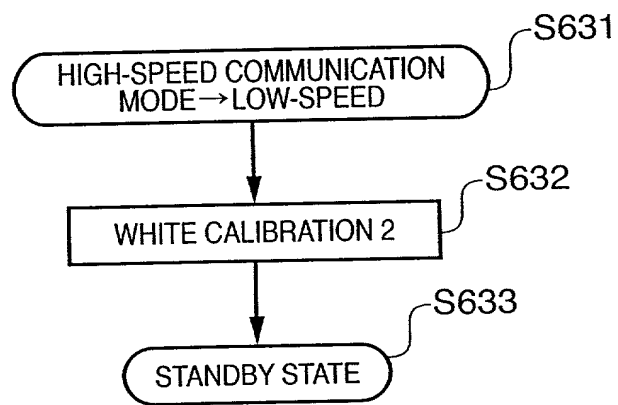 S631
HIGH-SPEED COMMUNICATION
MODE→LOW-SPEED
S632
WHITE CALIBRATION 2
S633
STANDBY STATE